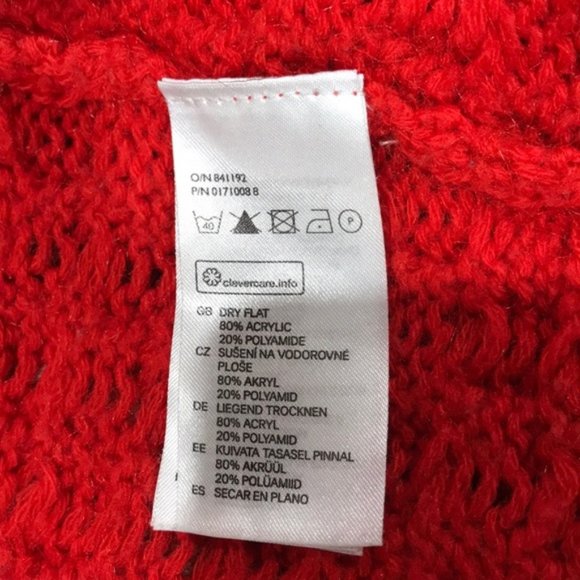 O/N 841192
P/N 0171008 8
40 P
clevercare.info
GB DRY FLAT
80% ACRYLIC
20% POLYAMIDE
CZ SUŠENÍ NA VODOROVNÉ
PLOŠE
80% AKRYL
20% POLYAMID
DE LIEGEND TROCKNEN
80% ACRYL
20% POLYAMID
EE KUIVATA TASASEL PINNAL
80% AKRÜÜL
20% POLÜAMIID
ES SECAR EN PLANO